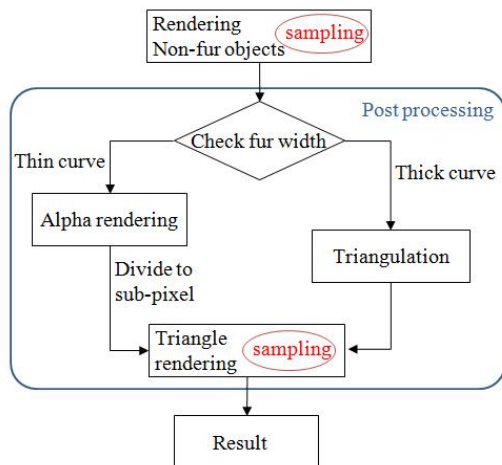 Rendering
Non-fur objects
sampling
Post processing
Check fur width
Thin curve
Thick curve
Alpha rendering
Triangulation
Divide to
sub-pixel
Triangle
rendering
sampling
Result